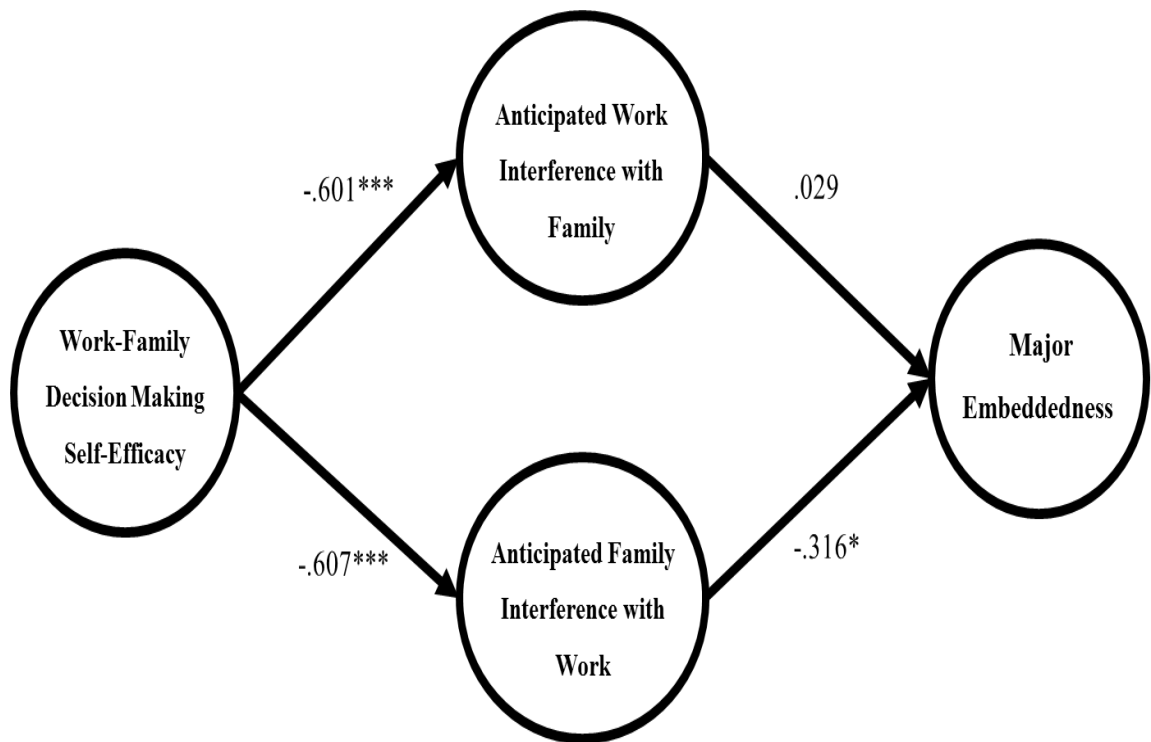 Anticipated Work
Interference with
Family
-.601***
.029
Work-Family
Decision Making
Self-Efficacy
Major
Embeddedness
-.607***
-.316*
Anticipated Family
Interference with
Work